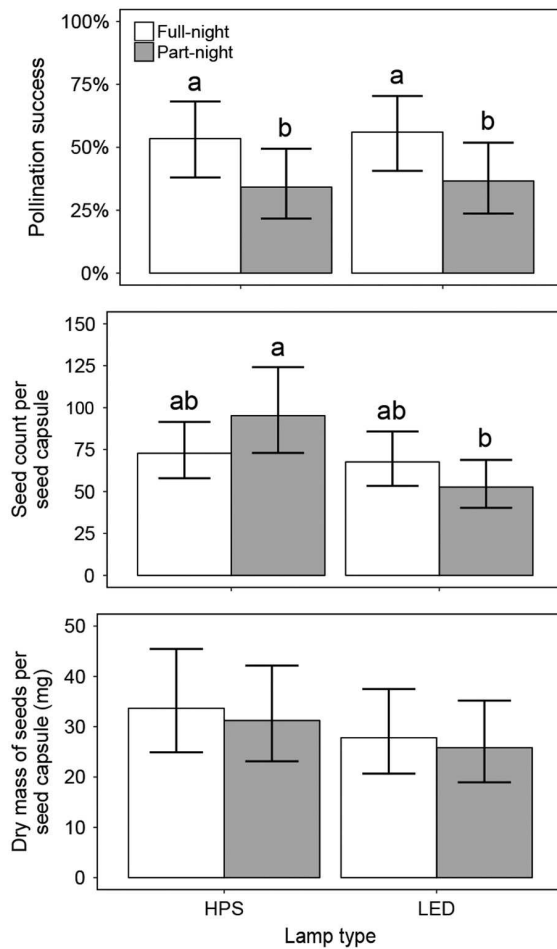 100%
75%
50%
25%
0%
Pollination success
Full-night
Part-night
a
b
a
b
150
125
100
75
50
25
0
Seed count per
seed capsule
ab
a
ab
b
50
40
30
20
10
0
Dry mass of seeds per
seed capsule (mg)
HPS
LED
Lamp type